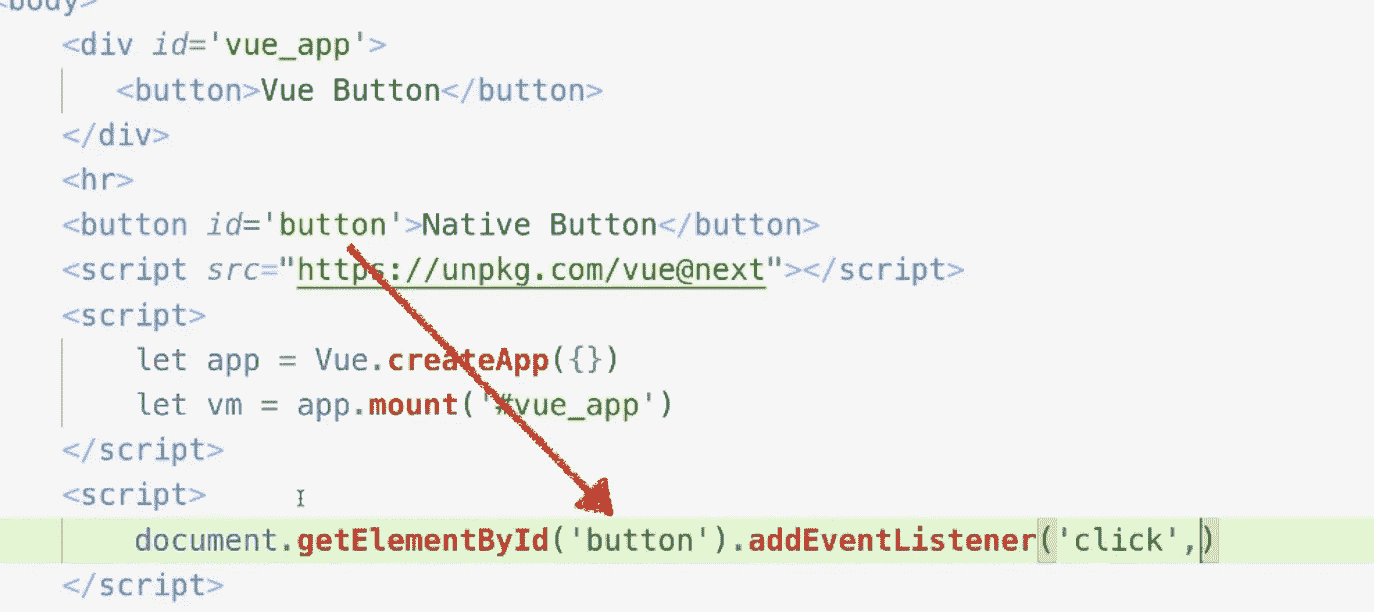 <body>
<div id='vue_app'>
<button>Vue Button</button>
</div>
<hr>
<button id='button'>Native Button</button>
<script src="https://unpkg.com/vue@next"></script>
<script>
let app = Vue.createApp({})
let vm = app.mount('#vue_app')
</script>
<script>
document.getElementById('button').addEventListener('click',)
</script>